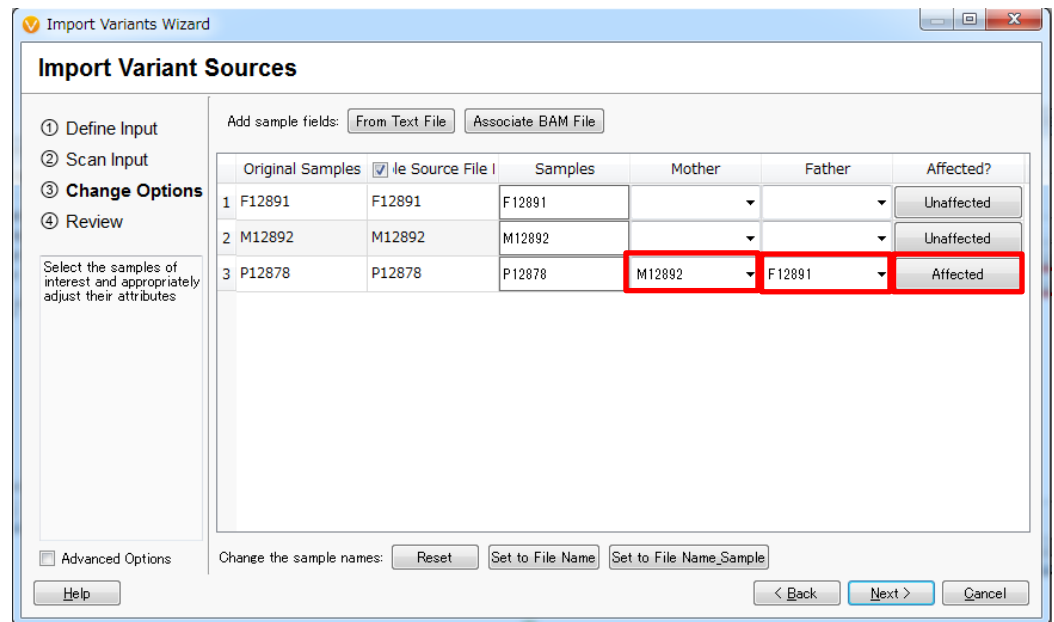 Import Variants Wizard
Import Variant Sources
① Define Input
② Scan Input
③ Change Options
④ Review
Select the samples of
interest and appropriately
adjust their attributes
Advanced Options
Add sample fields: From Text File Associate BAM File
Original Samples le Source File Samples Mother Father Affected?
1 F12891 F12891 F12891 Unaffected
2 M12892 M12892 M12892 Unaffected
3 P12878 P12878 P12878 M12892 F12891 Affected
Change the sample names: Reset Set to File Name Set to File Name_Sample
Help < Back Next > Cancel